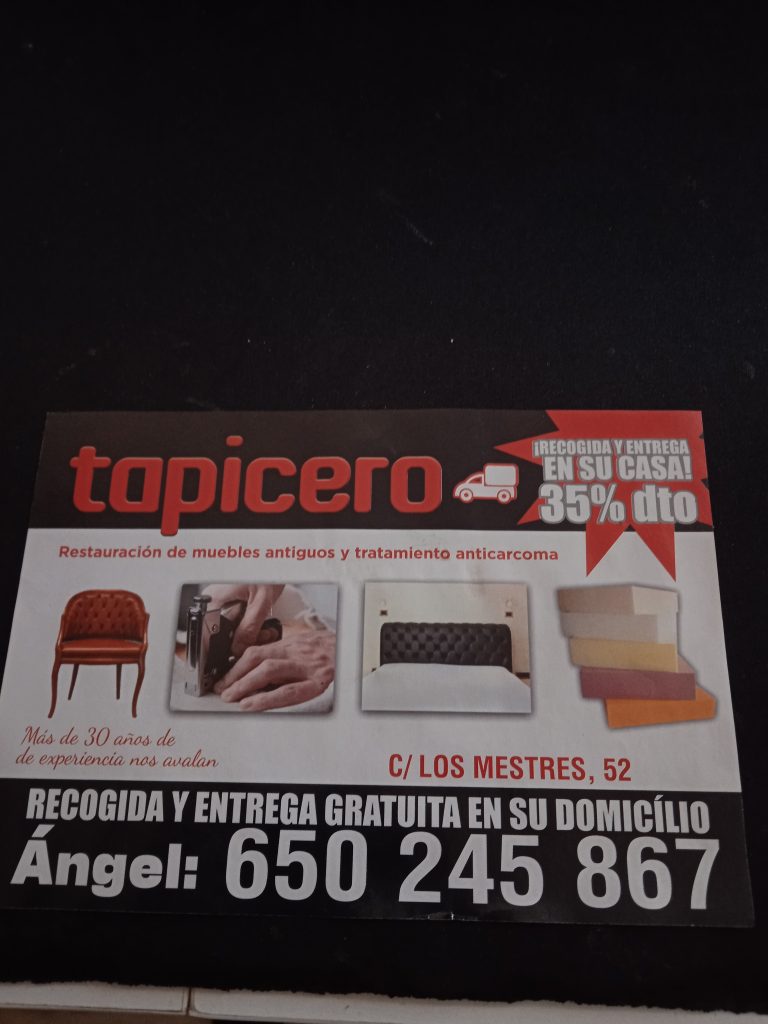 tapicero
¡RECOGIDA Y ENTREGA
EN SU CASA!
35% dto
Restauración de muebles antiguos y tratamiento anticarcoma
Más de 30 años de
de experiencia nos avalan
C/ LOS MESTRES, 52
RECOGIDA Y ENTREGA GRATUITA EN SU DOMICÍLIO
Ángel: 650 245 867